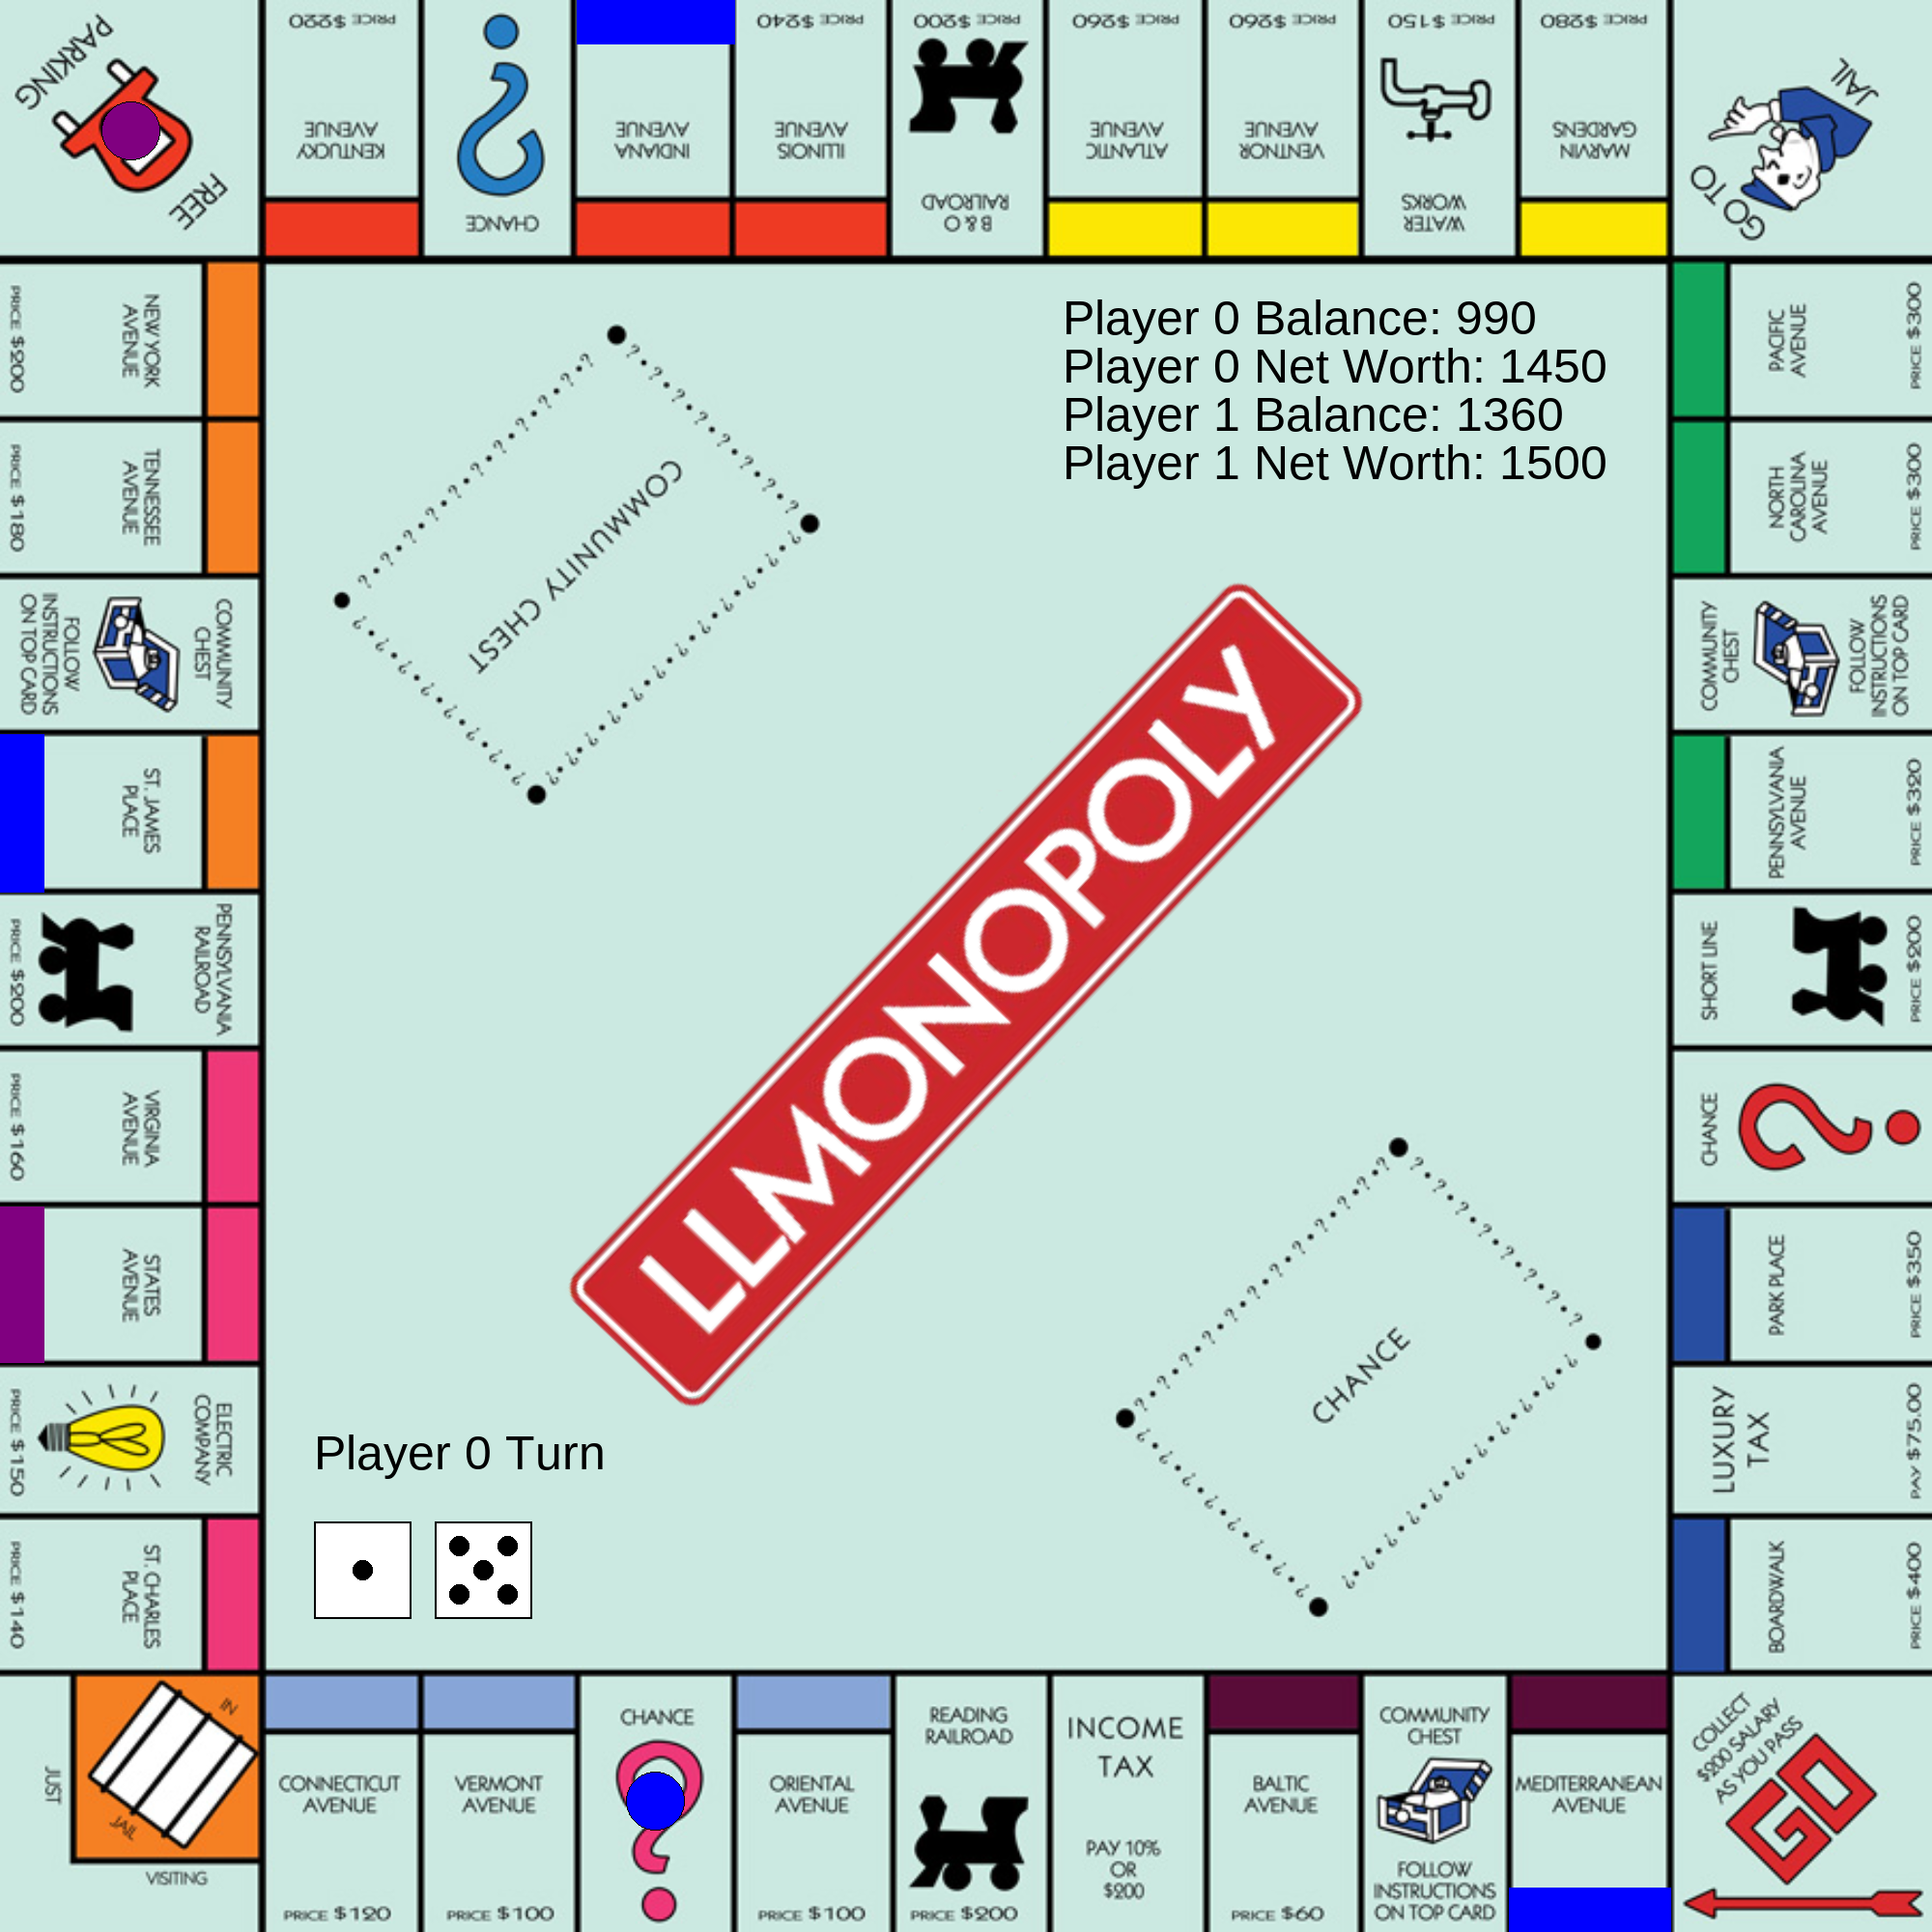 FREE
PARKING
PRICE $220
KENTUCKY
AVENUE
CHANCE
INDIANA
AVENUE
PRICE $240
ILLINOIS
AVENUE
PRICE $200
B & O
RAILROAD
PRICE $260
ATLANTIC
AVENUE
PRICE $260
VENTNOR
AVENUE
PRICE $150
WATER
WORKS
PRICE $280
MARVIN
GARDENS
GO TO
JAIL
NEW YORK
AVENUE
PRICE $200
TENNESSEE
AVENUE
PRICE $180
COMMUNITY
CHEST
FOLLOW
INSTRUCTIONS
ON TOP CARD
ST. JAMES
PLACE
PENNSYLVANIA
RAILROAD
PRICE $200
VIRGINIA
AVENUE
PRICE $160
STATES
AVENUE
ELECTRIC
COMPANY
PRICE $150
ST. CHARLES
PLACE
PRICE $140
Player 0 Balance: 990
Player 0 Net Worth: 1450
Player 1 Balance: 1360
Player 1 Net Worth: 1500
COMMUNITY CHEST
LLMONOPOLY
CHANCE
Player 0 Turn
PACIFIC
AVENUE
PRICE $300
NORTH
CAROLINA
AVENUE
PRICE $300
COMMUNITY
CHEST
FOLLOW
INSTRUCTIONS
ON TOP CARD
PENNSYLVANIA
AVENUE
PRICE $320
SHORT LINE
PRICE $200
CHANCE
PARK PLACE
PRICE $350
LUXURY
TAX
PAY $75.00
BOARDWALK
PRICE $400
IN
JAIL
JUST
VISITING
CONNECTICUT
AVENUE
PRICE $120
VERMONT
AVENUE
PRICE $100
CHANCE
ORIENTAL
AVENUE
PRICE $100
READING
RAILROAD
PRICE $200
INCOME
TAX
PAY 10%
OR
$200
BALTIC
AVENUE
PRICE $60
COMMUNITY
CHEST
FOLLOW
INSTRUCTIONS
ON TOP CARD
MEDITERRANEAN
AVENUE
COLLECT
$200 SALARY
AS YOU PASS
GO